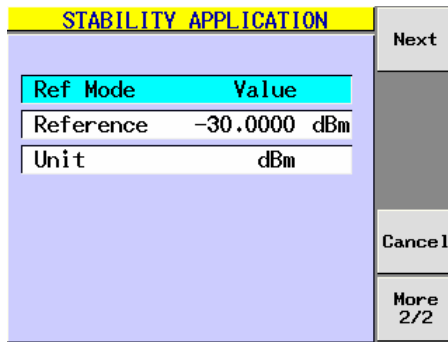 STABILITY APPLICATION
Next
Ref Mode Value
Reference -30.0000 dBm
Unit dBm
Cancel
More
2/2